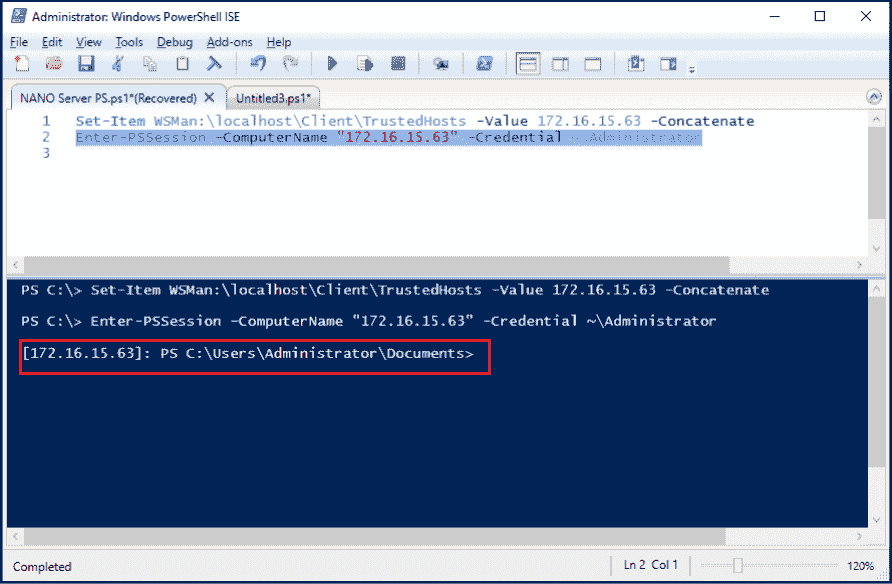 Administrator: Windows PowerShell ISE
File Edit View Tools Debug Add-ons Help
NANO Server PS.ps1*(Recovered) Untitled3.ps1*
1 Set-Item WSMan:\localhost\Client\TrustedHosts -Value 172.16.15.63 -Concatenate
2 Enter-PSSession -ComputerName "172.16.15.63" -Credential ~\Administrator
3
PS C:\> Set-Item WSMan:\localhost\Client\TrustedHosts -Value 172.16.15.63 -Concatenate
PS C:\> Enter-PSSession -ComputerName "172.16.15.63" -Credential ~\Administrator
[172.16.15.63]: PS C:\Users\Administrator\Documents>
Completed
Ln 2 Col 1
120%